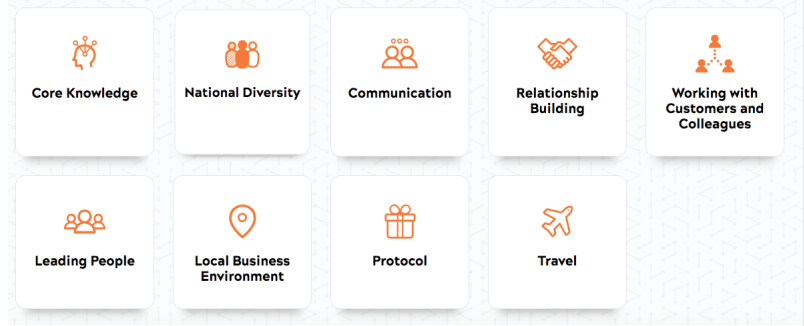 Core Knowledge
National Diversity
Communication
Relationship
Building
Working with
Customers and
Colleagues
Leading People
Local Business
Environment
Protocol
Travel